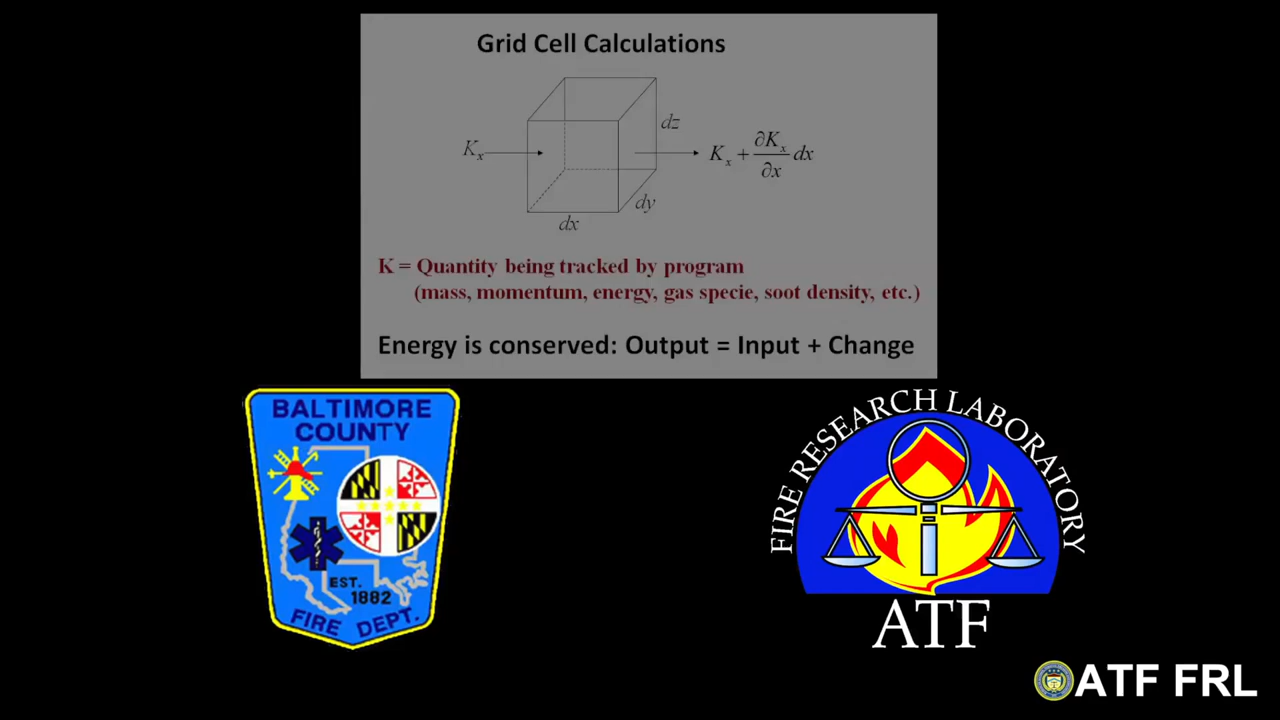 Grid Cell Calculations
dz
Kₓ
Kₓ + ∂Kₓ/∂x dx
dy
dx
K = Quantity being tracked by program
(mass, momentum, energy, gas specie, soot density, etc.)
Energy is conserved: Output = Input + Change
BALTIMORE
COUNTY
EST.
1882
FIRE DEPT.
FIRE RESEARCH LABORATORY
ATF
ATF FRL